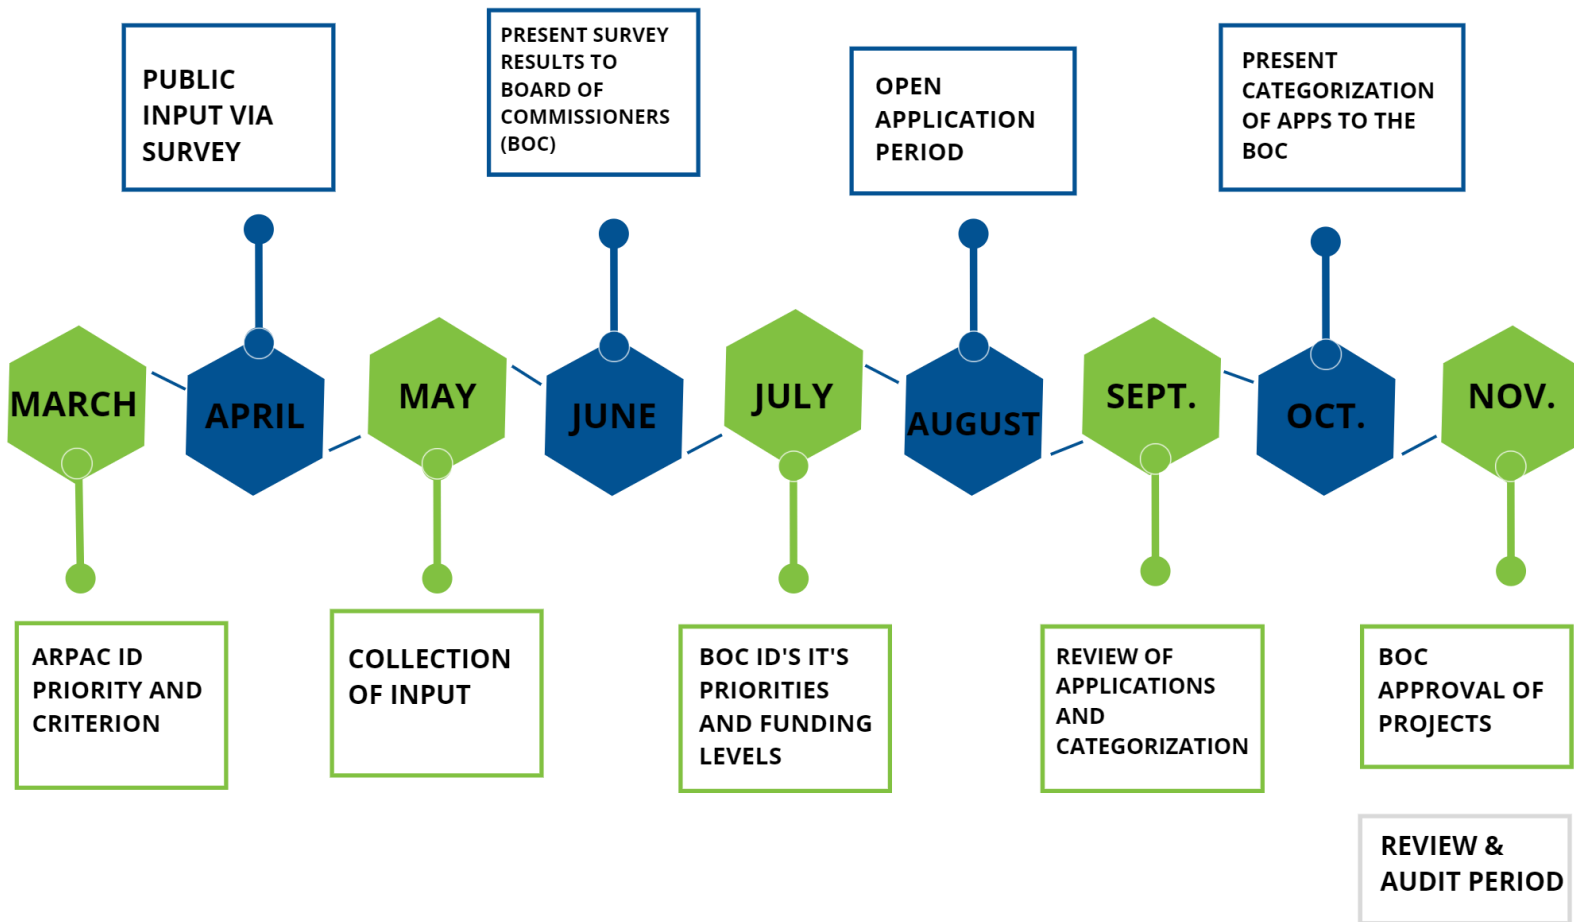 PUBLIC
INPUT VIA
SURVEY
PRESENT SURVEY
RESULTS TO
BOARD OF
COMMISSIONERS
(BOC)
OPEN
APPLICATION
PERIOD
PRESENT
CATEGORIZATION
OF APPS TO THE
BOC
MARCH
APRIL
MAY
JUNE
JULY
AUGUST
SEPT.
OCT.
NOV.
ARPAC ID
PRIORITY AND
CRITERION
COLLECTION
OF INPUT
BOC ID'S IT'S
PRIORITIES
AND FUNDING
LEVELS
REVIEW OF
APPLICATIONS
AND
CATEGORIZATION
BOC
APPROVAL OF
PROJECTS
REVIEW &
AUDIT PERIOD